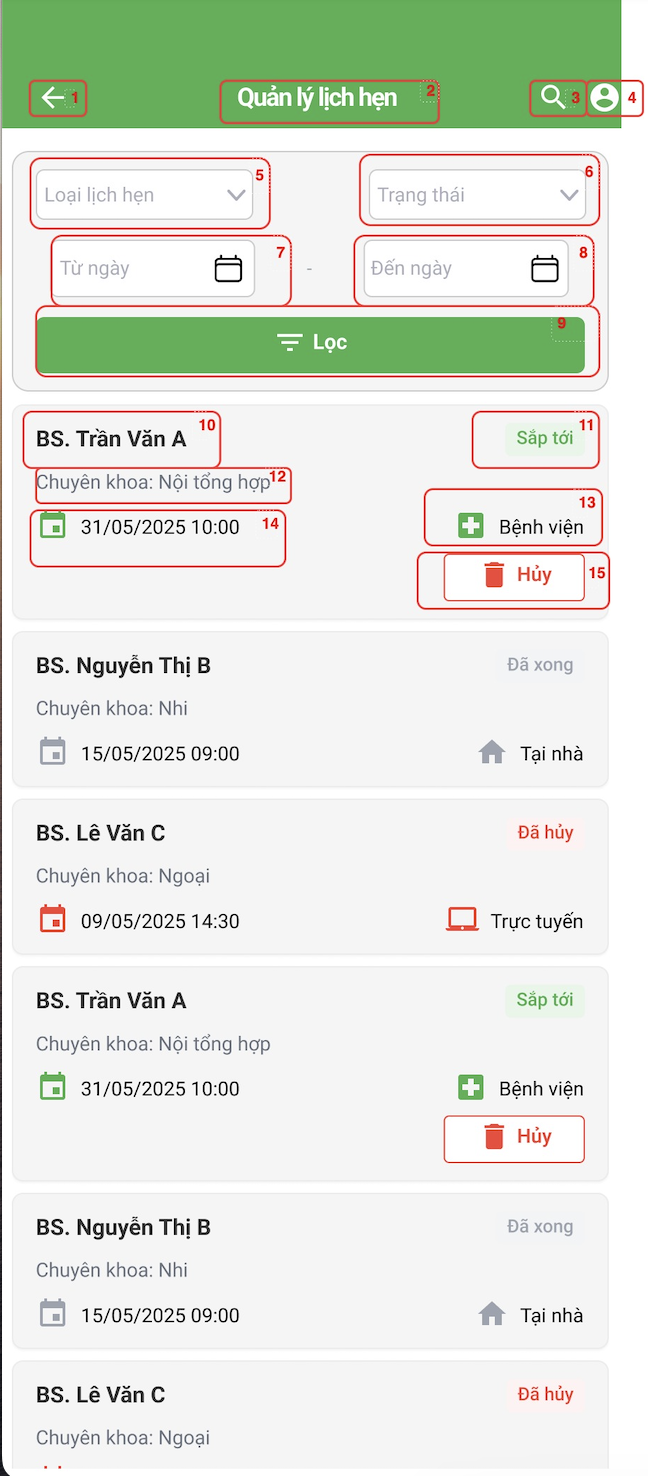 1 Quản lý lịch hẹn 2 3 4
Loại lịch hẹn 5 Trạng thái 6
Từ ngày 7 - Đến ngày 8
Lọc 9
BS. Trần Văn A 10 Sắp tới 11
Chuyên khoa: Nội tổng hợp 12
31/05/2025 10:00 14 Bệnh viện 13
Hủy 15
BS. Nguyễn Thị B Đã xong
Chuyên khoa: Nhi
15/05/2025 09:00 Tại nhà
BS. Lê Văn C Đã hủy
Chuyên khoa: Ngoại
09/05/2025 14:30 Trực tuyến
BS. Trần Văn A Sắp tới
Chuyên khoa: Nội tổng hợp
31/05/2025 10:00 Bệnh viện
Hủy
BS. Nguyễn Thị B Đã xong
Chuyên khoa: Nhi
15/05/2025 09:00 Tại nhà
BS. Lê Văn C Đã hủy
Chuyên khoa: Ngoại